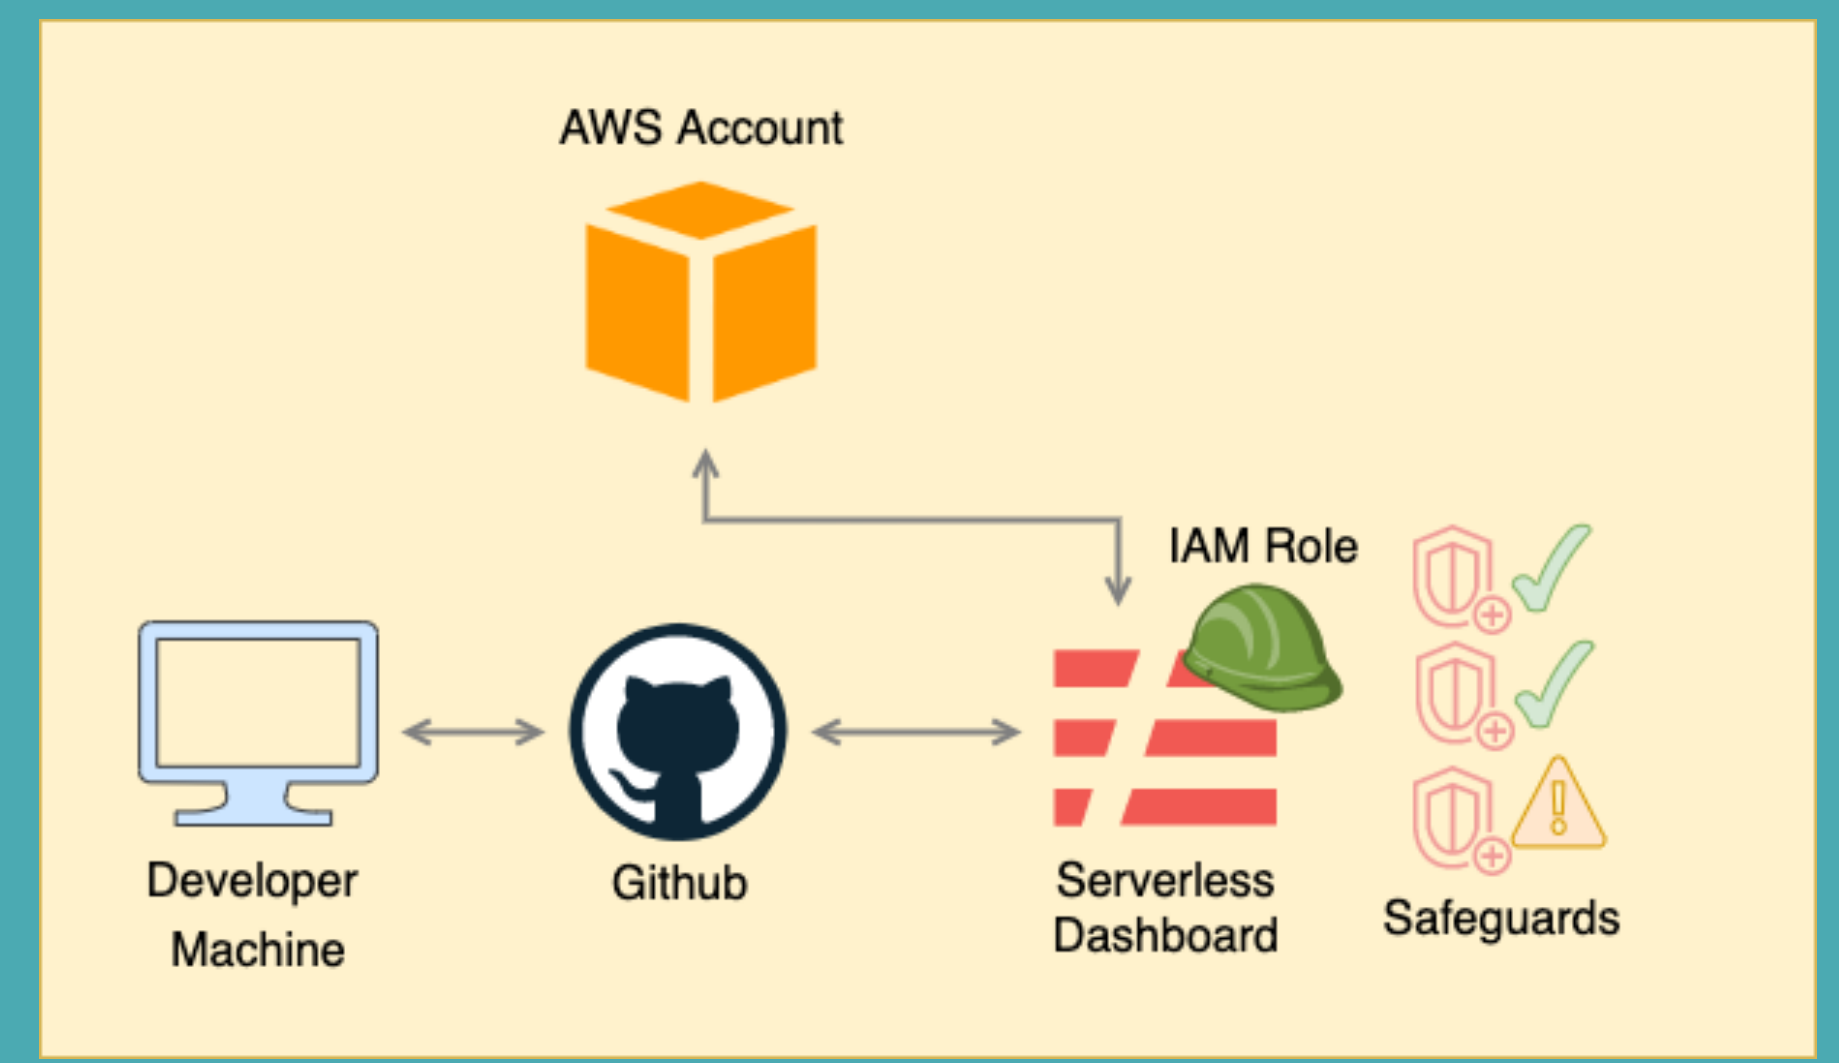 AWS Account
IAM Role
Developer
Machine
Github
Serverless
Dashboard
Safeguards